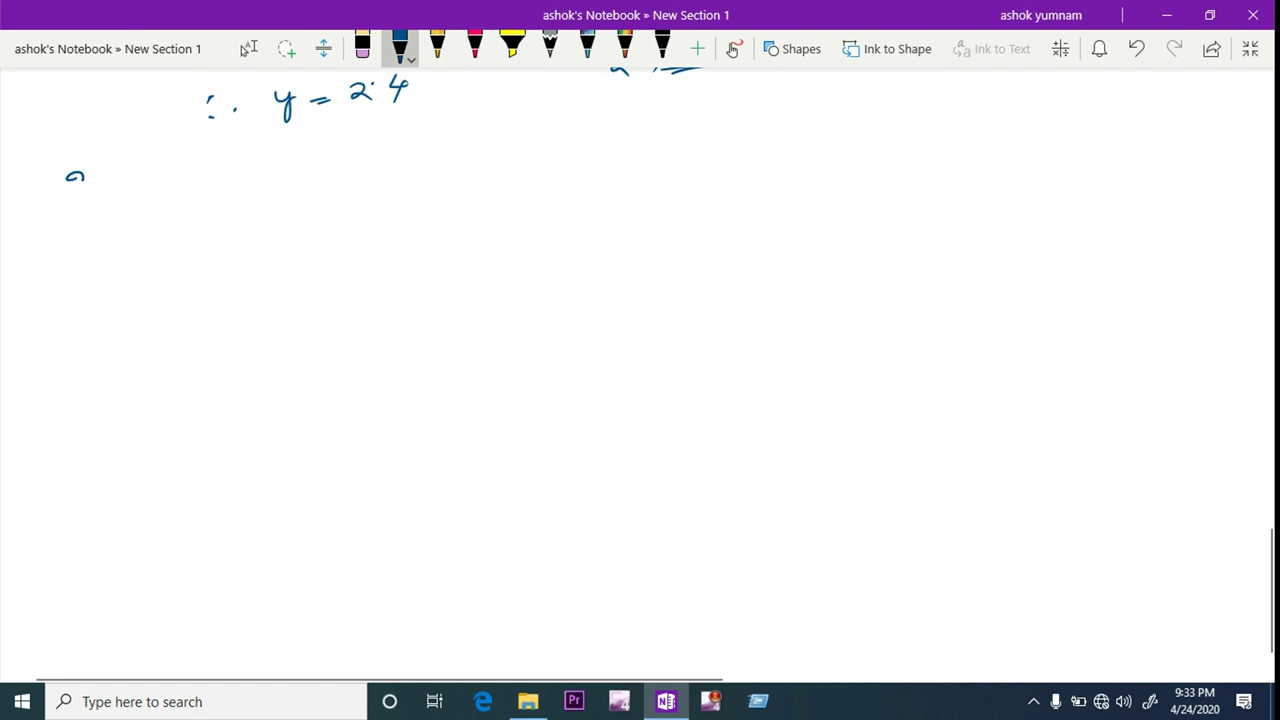 ashok's Notebook » New Section 1
ashok yumnam
ashok's Notebook » New Section 1
Shapes
Ink to Shape
Ink to Text
∴ y = 2.4
Type here to search
Pr
9:33 PM
4/24/2020